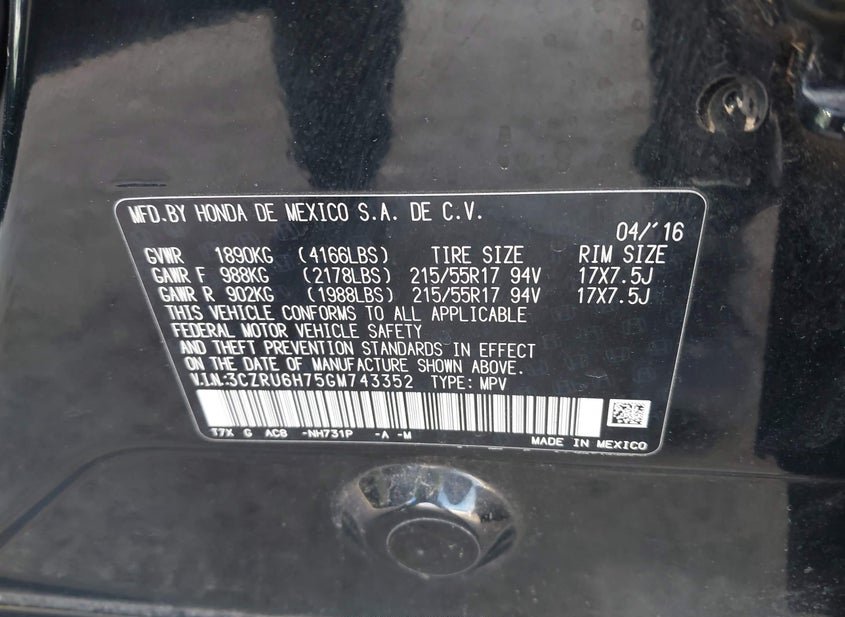 MFD.BY HONDA DE MEXICO S.A. DE C.V.
04/'16
GVWR 1890KG (4166LBS) TIRE SIZE RIM SIZE
GAWR F 988KG (2178LBS) 215/55R17 94V 17X7.5J
GAWR R 902KG (1988LBS) 215/55R17 94V 17X7.5J
THIS VEHICLE CONFORMS TO ALL APPLICABLE
FEDERAL MOTOR VEHICLE SAFETY
AND THEFT PREVENTION STANDARDS IN EFFECT
ON THE DATE OF MANUFACTURE SHOWN ABOVE.
V.I.N.:3CZRU6H75GM743352 TYPE: MPV
T7X G AC8 -NH731P -A -M
MADE IN MEXICO